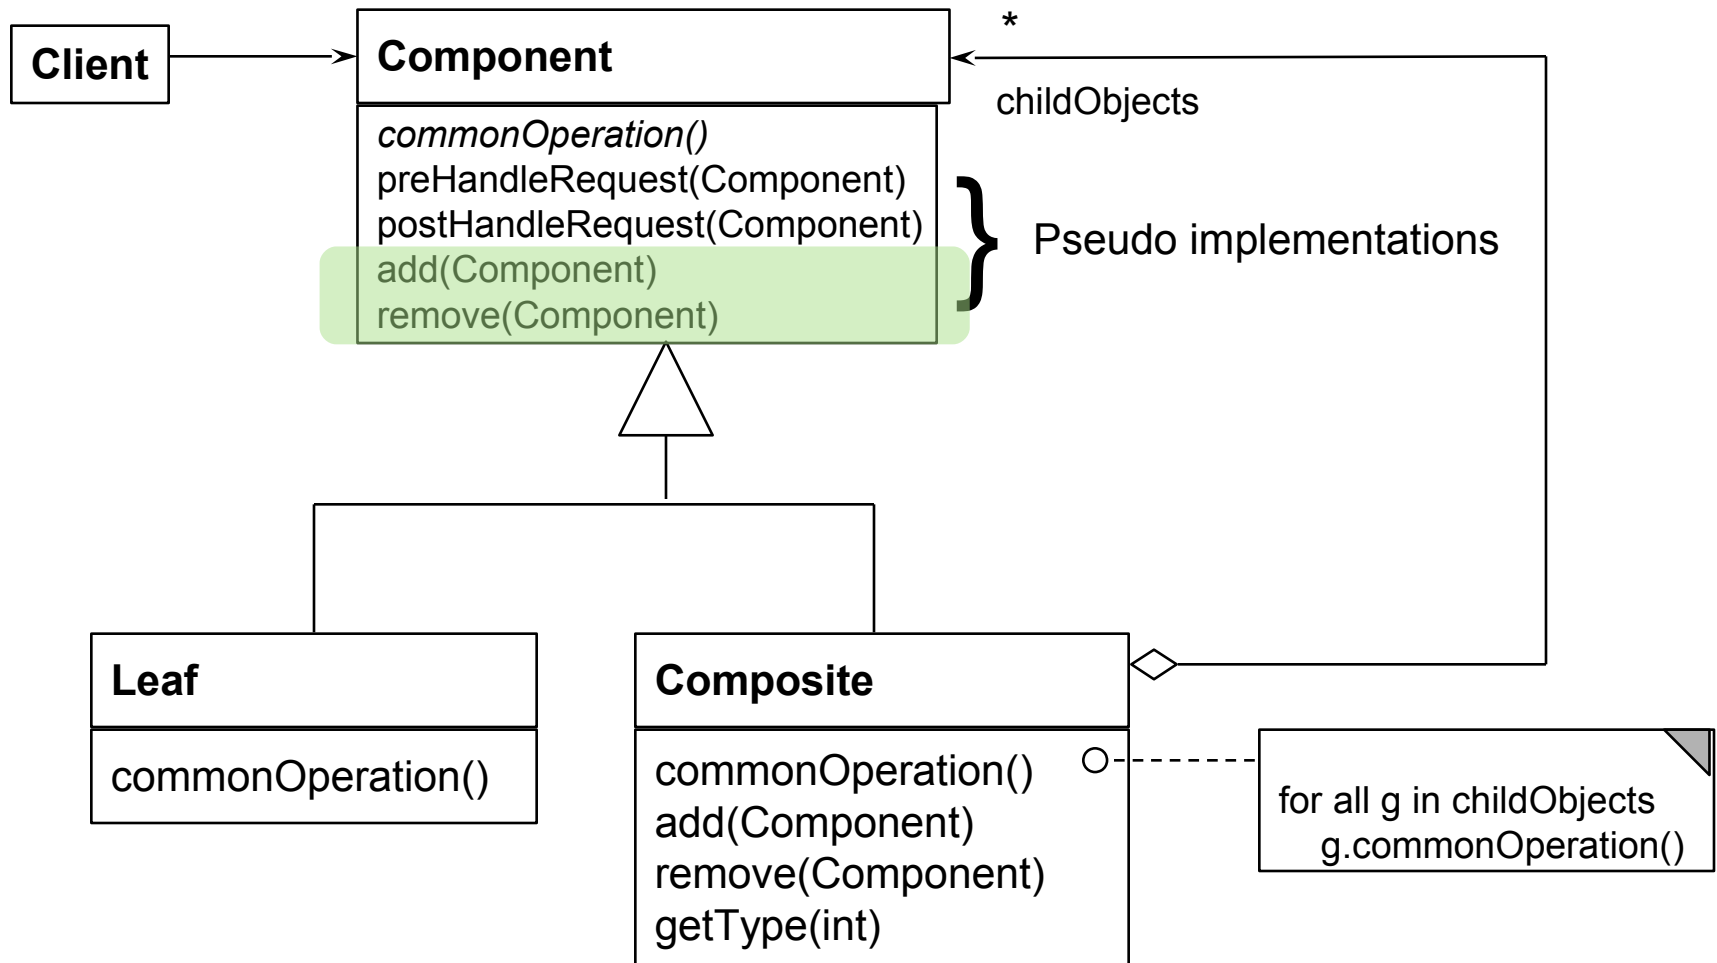 Client
Component
*
childObjects
commonOperation()
preHandleRequest(Component)
postHandleRequest(Component)
add(Component)
remove(Component)
} Pseudo implementations
Leaf
commonOperation()
Composite
commonOperation()
add(Component)
remove(Component)
getType(int)
for all g in childObjects
g.commonOperation()